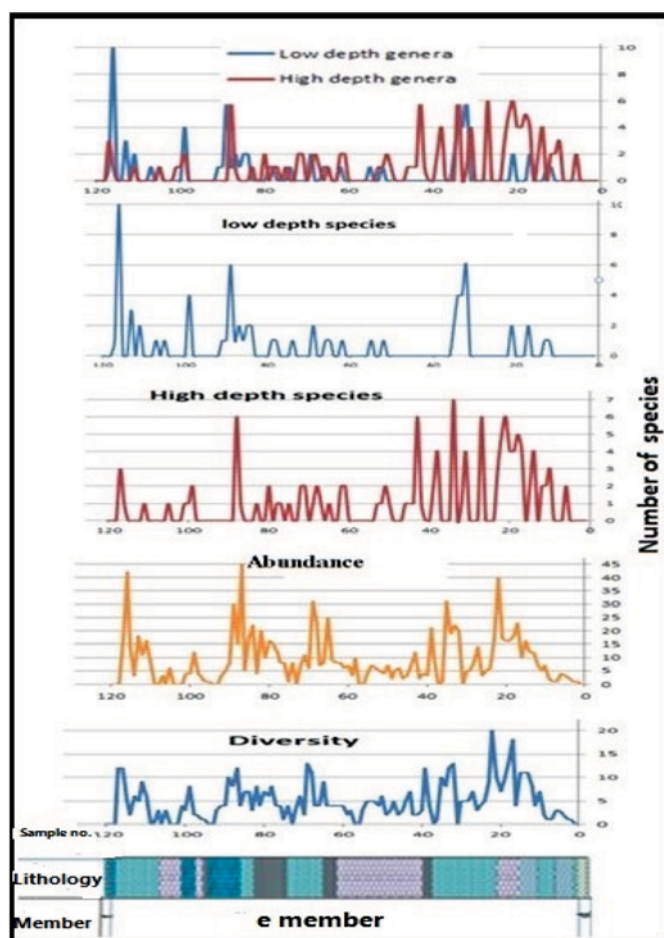 Low depth genera
High depth genera
10
8
6
4
2
0
120 100 80 60 40 20 0
low depth species
10
8
6
4
2
0
120 100 80 60 40 20 0
High depth species
7
6
5
4
3
2
1
0
120 100 80 60 40 20 0
Number of species
Abundance
45
40
35
30
25
20
15
10
5
0
120 100 80 60 40 20 0
Diversity
20
15
10
5
0
Sample no. 120 100 80 60 40 20 0
Lithology
Member e member